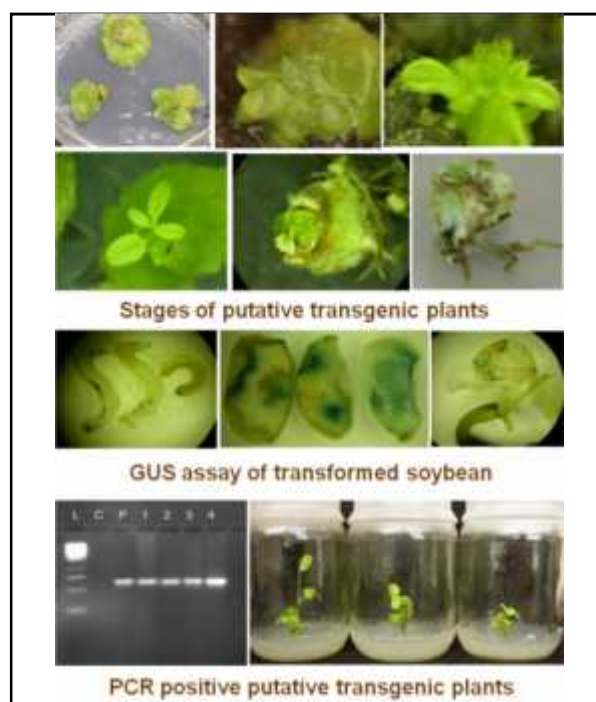 Stages of putative transgenic plants
GUS assay of transformed soybean
L C P 1 2 3 4
PCR positive putative transgenic plants